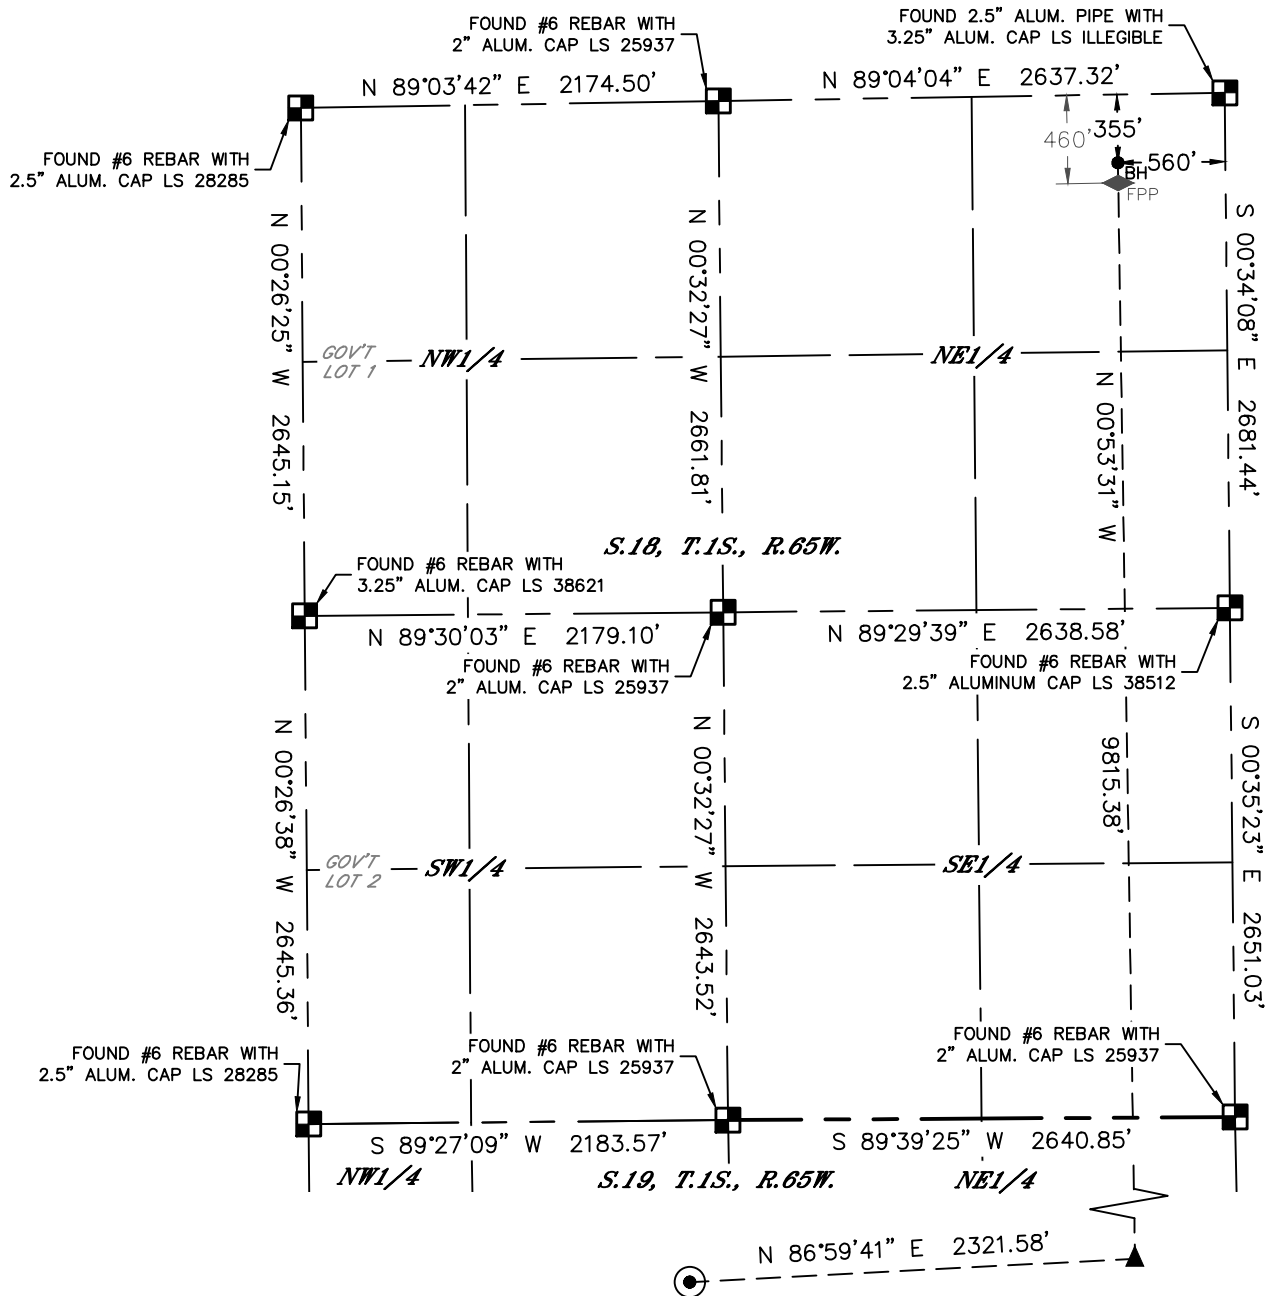 FOUND #6 REBAR WITH
2" ALUM. CAP LS 25937
FOUND 2.5" ALUM. PIPE WITH
3.25" ALUM. CAP LS ILLEGIBLE
N 89°03'42" E 2174.50'
N 89°04'04" E 2637.32'
FOUND #6 REBAR WITH
2.5" ALUM. CAP LS 28285
460'
355'
560'
BH
FPP
N 00°26'25" W 2645.15'
N 00°32'27" W 2661.81'
S 00°34'08" E 2681.44'
GOV'T
LOT 1
NW1/4
NE1/4
N 00°53'31" W
S.18, T.1S., R.65W.
FOUND #6 REBAR WITH
3.25" ALUM. CAP LS 38621
N 89°30'03" E 2179.10'
N 89°29'39" E 2638.58'
FOUND #6 REBAR WITH
2" ALUM. CAP LS 25937
FOUND #6 REBAR WITH
2.5" ALUMINUM CAP LS 38512
N 00°26'38" W 2645.36'
N 00°32'27" W 2643.52'
9815.38'
S 00°35'23" E 2651.03'
GOV'T
LOT 2
SW1/4
SE1/4
FOUND #6 REBAR WITH
2.5" ALUM. CAP LS 28285
FOUND #6 REBAR WITH
2" ALUM. CAP LS 25937
FOUND #6 REBAR WITH
2" ALUM. CAP LS 25937
S 89°27'09" W 2183.57'
S 89°39'25" W 2640.85'
NW1/4
S.19, T.1S., R.65W.
NE1/4
N 86°59'41" E 2321.58'